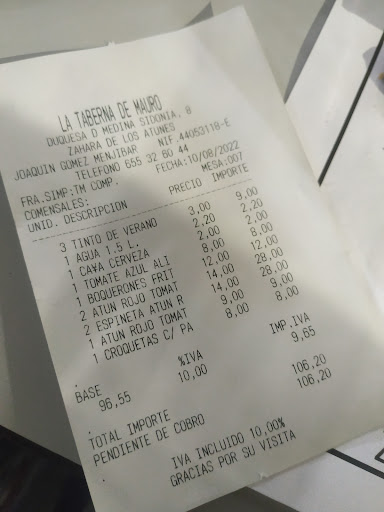 LA TABERNA DE MAURO
DUQUESA D MEDINA SIDONIA, 8
ZAHARA DE LOS ATUNES
JOAQUIN GOMEZ MENJIBAR NIF.44053118-E
TELEFONO 655 32 60 44
FRA.SIMP:TM COMP. FECHA:10/08/2022
COMENSALES: MESA:007
UNID. DESCRIPCION PRECIO IMPORTE
3 TINTO DE VERANO 3,00 9,00
1 AGUA 1.5 L, 2,20 2,20
1 CA¥A CERVEZA 2,00 2,00
1 TOMATE AZUL ALI 8,00 8,00
1 BOQUERONES FRIT 12,00 12,00
2 ATUN ROJO TOMAT 14,00 28,00
2 ESPINETA ATUN R 14,00 28,00
1 ATUN ROJO TOMAT 9,00 9,00
1 CROQUETAS C/ PA 8,00 8,00
.
BASE %IVA IMP.IVA
96,55 10,00 9,65
.
TOTAL IMPORTE 106,20
PENDIENTE DE COBRO 106,20
.
IVA INCLUIDO 10,00%
GRACIAS POR SU VISITA